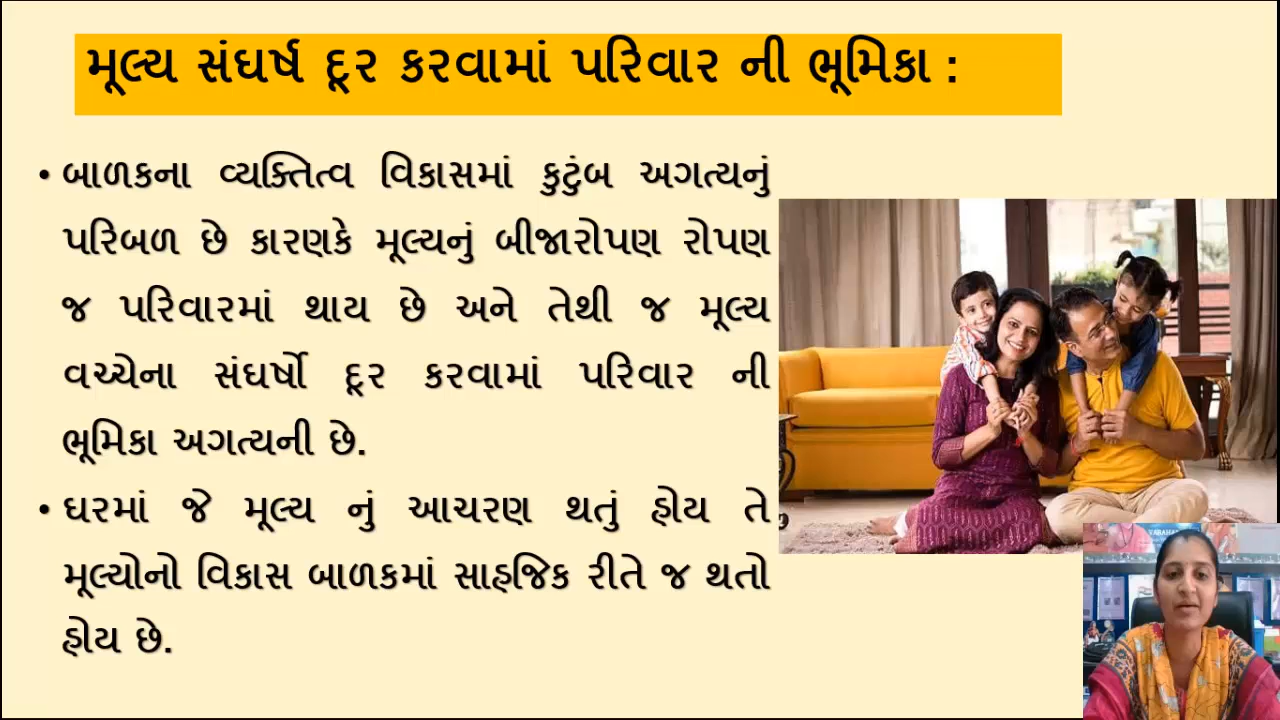 મૂલ્ય સંઘર્ષ દૂર કરવામાં પરિવાર ની ભૂમિકા :
• બાળકના વ્યક્તિત્વ વિકાસમાં કુટુંબ અગત્યનું
પરિબળ છે કારણકે મૂલ્યનું બીજારોપણ રોપણ
જ પરિવારમાં થાય છે અને તેથી જ મૂલ્ય
વચ્ચેના સંઘર્ષો દૂર કરવામાં પરિવાર ની
ભૂમિકા અગત્યની છે.
• ઘરમાં જે મૂલ્ય નું આચરણ થતું હોય તે
મૂલ્યોનો વિકાસ બાળકમાં સાહજિક રીતે જ થતો
હોય છે.